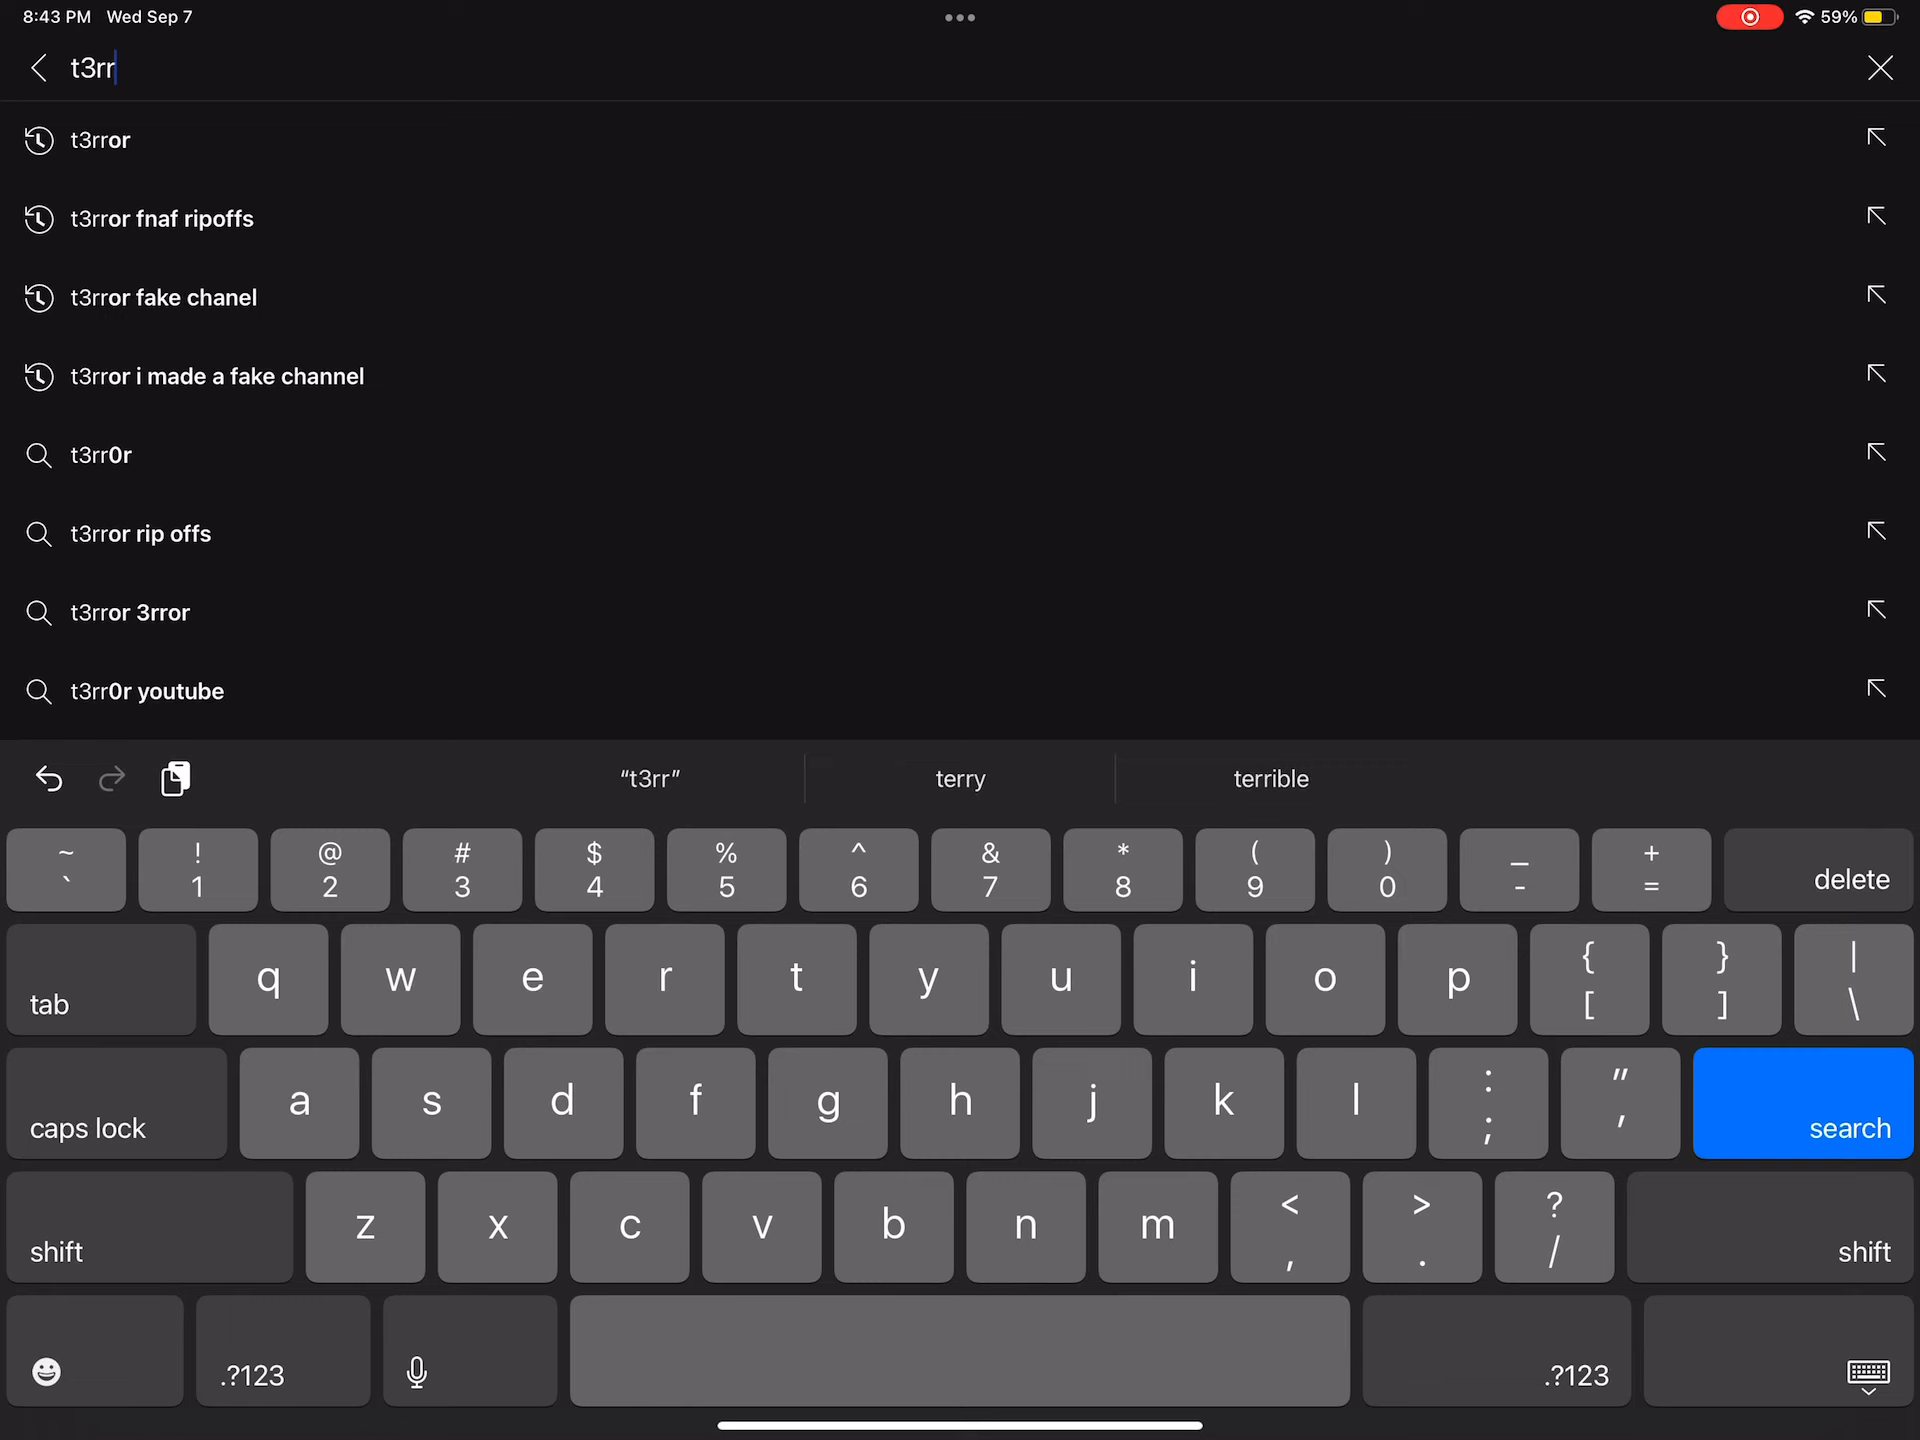 8:43 PM Wed Sep 7 59%
t3rr
t3rror
t3rror fnaf ripoffs
t3rror fake chanel
t3rror i made a fake channel
t3rr0r
t3rror rip offs
t3rror 3rror
t3rr0r youtube
“t3rr” terry terrible
~ ! @ # $ % ^ & * ( ) _ +
` 1 2 3 4 5 6 7 8 9 0 - = delete
tab q w e r t y u i o p { [ } ] | \
caps lock a s d f g h j k l : ; " ' search
shift z x c v b n m < , > . ? / shift
.?123 .?123